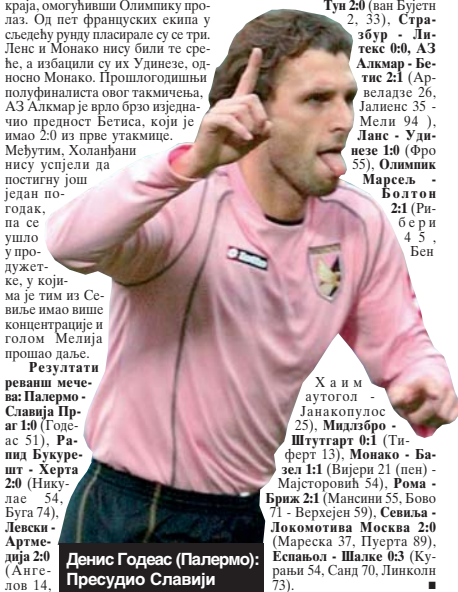 краја, омогућивши Олимпику про-
лаз. Од пет француских екипа у
сљедећу рунду пласирале су се три.
Ленс и Монако нису били те сре-
ће, а избацили су их Удинезе, од-
носно Монако. Прошлогодишњи
полуфиналиста овог такмичења,
АЗ Алкмар је врло брзо изједна-
чио предност Бетиса, који је
имао 2:0 из прве утакмице.
Међутим, Холанђани
нису успјели да
постигну још
један по-
годак,
па се
ушло
у про-
дужет-
ке, у који-
ма је тим из Се-
виље имао више
концентрације и
голом Мелија
прошао даље.
Резултати
реванш мече-
ва: Палермо -
Славија Пр-
аг 1:0 (Годе-
ас 51), Ра-
пид Букуре-
шт - Херта
2:0 (Нику-
лае 54,
Буга 74),
Левски -
Артме-
дија 2:0
(Анге-
лов 14,
Тун 2:0 (ван Бујетн
2, 33), Стра-
збур - Ли-
текс 0:0, АЗ
Алкмар - Бе-
тис 2:1 (Ар-
веладзе 26,
Јалиенс 35 -
Мели 94 ),
Ланс - Уди-
незе 1:0 (Фро
55), Олимпик
Марсељ -
Болтон
2:1 (Ри-
бери
45,
Бен
Хаим
аутогол -
Јанакопулос
25), Мидлзбро -
Штутгарт 0:1 (Ти-
ферт 13), Монако - Ба-
зел 1:1 (Вијери 21 (пен) -
Мајсторовић 54), Рома -
Бриж 2:1 (Мансини 55, Бово
71 - Верхејен 59), Севиља -
Локомотива Москва 2:0
(Мареска 37, Пуерта 89),
Еспањол - Шалке 0:3 (Ку-
рањи 54, Санд 70, Линколн
73).
Денис Годеас (Палермо):
Пресудио Славији
lotto